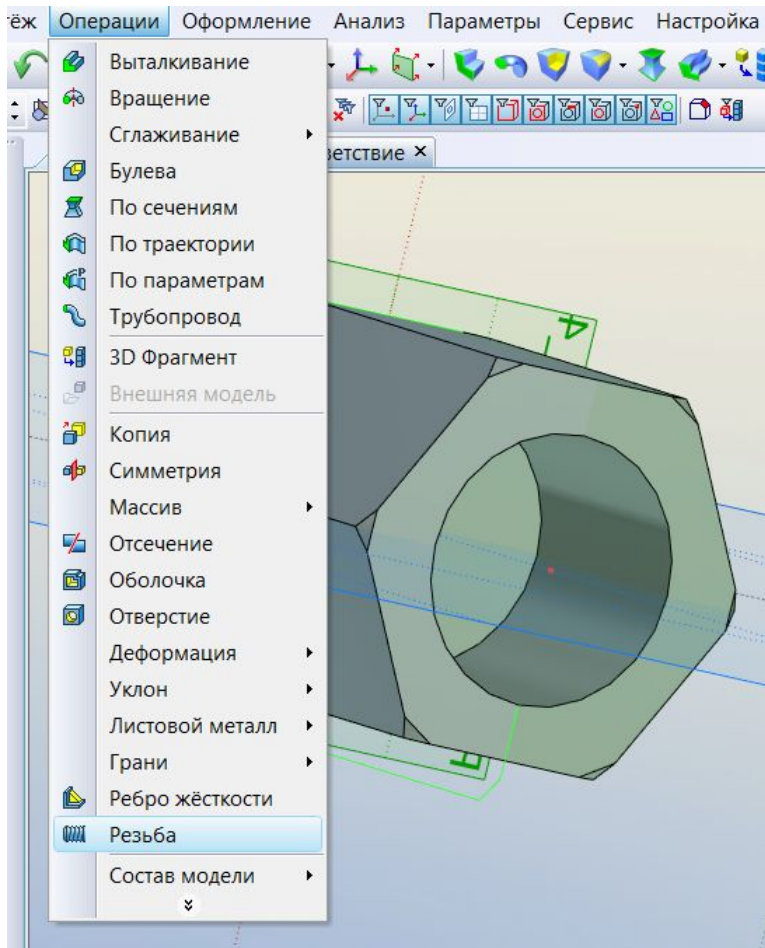 тёж Операции Оформление Анализ Параметры Сервис Настройка
Выталкивание
Вращение
Сглаживание
ветствие ×
Булева
По сечениям
По траектории
По параметрам
Трубопровод
3D Фрагмент
Внешняя модель
Копия
Симметрия
Массив
Отсечение
Оболочка
Отверстие
Деформация
Уклон
Листовой металл
Грани
Ребро жёсткости
Резьба
Состав модели